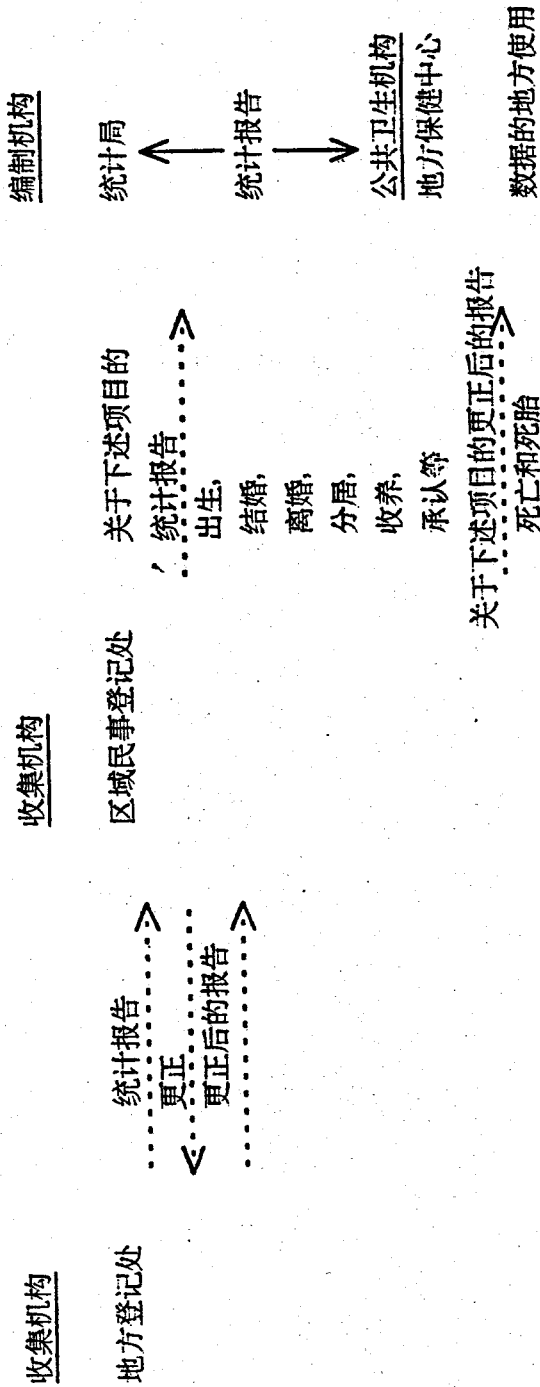 收集机构
收集机构
编制机构
地方登记处
统计报告
更正
更正后的报告
区域民事登记处
关于下述项目的
统计报告
出生,
结婚,
离婚,
分居,
收养,
承认等
关于下述项目的更正后的报告
死亡和死胎
统计局
统计报告
公共卫生机构
地方保健中心
数据的地方使用